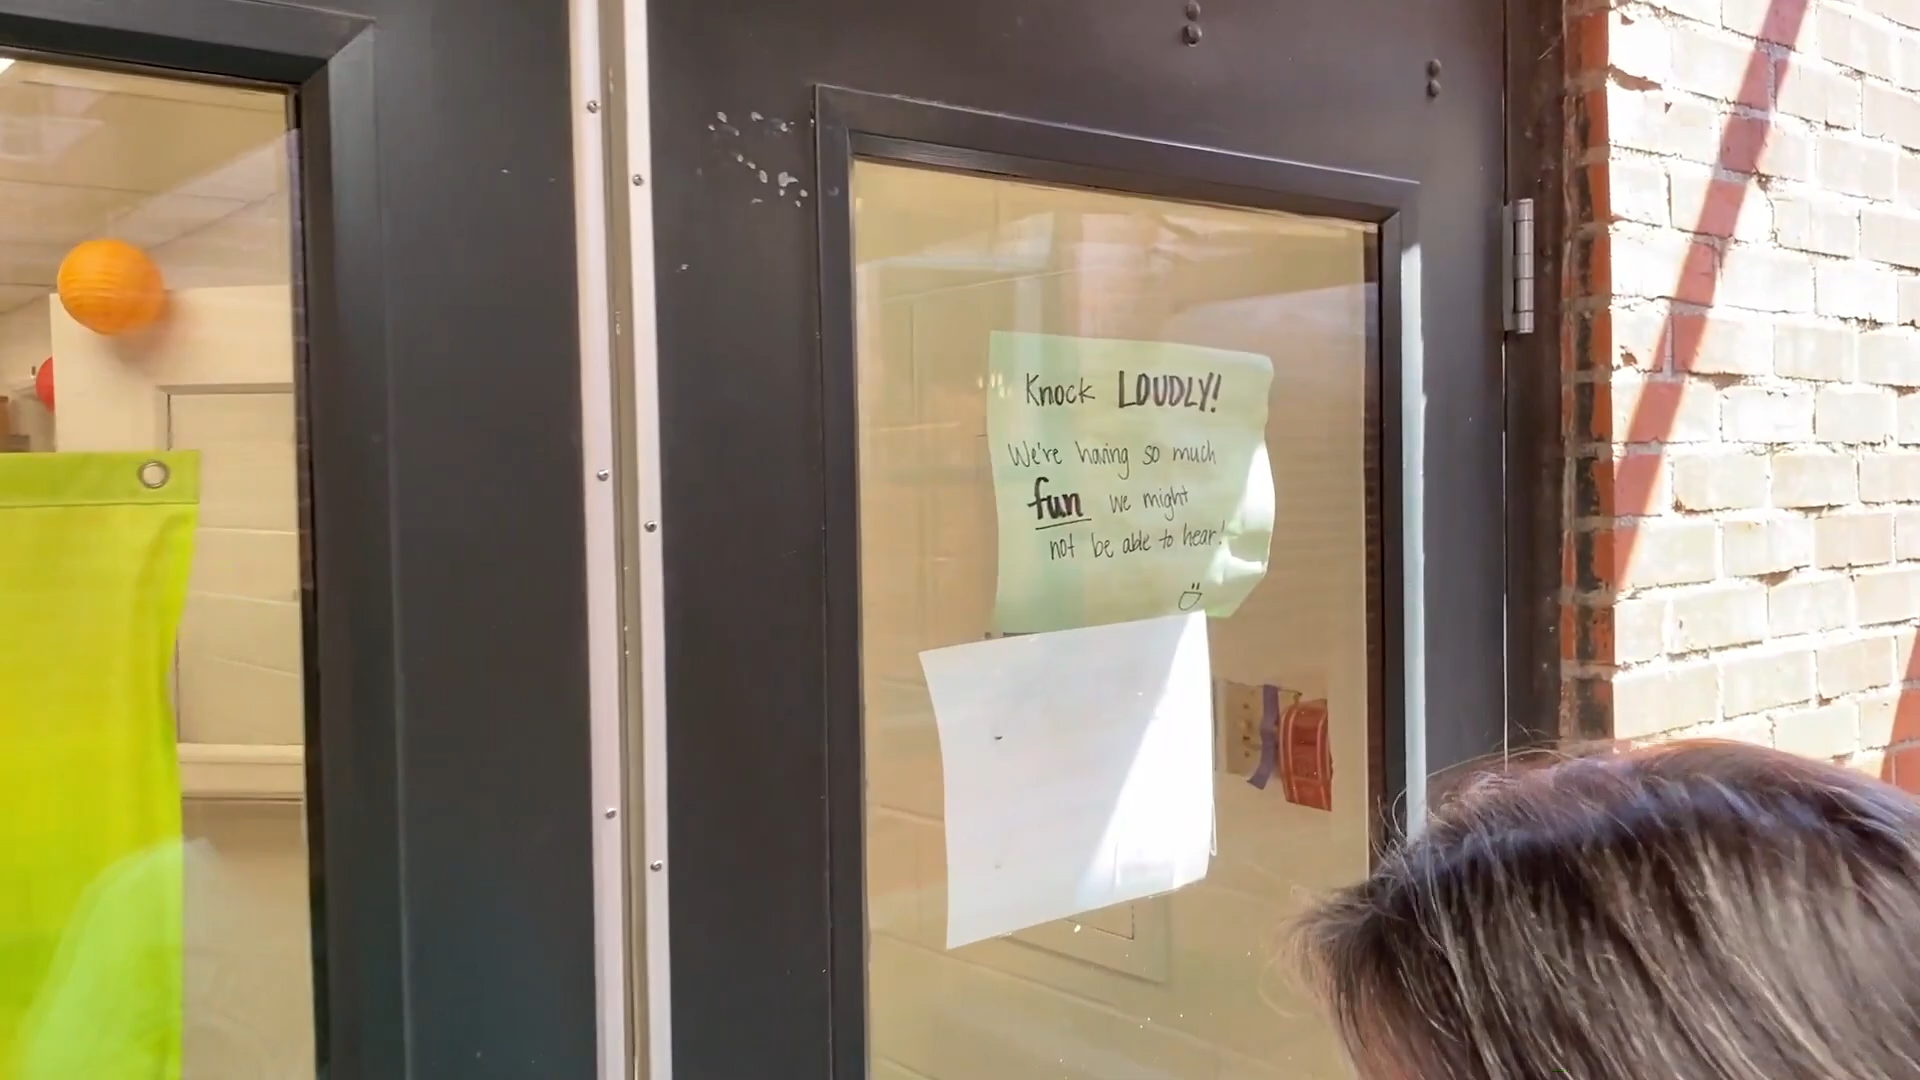 Knock LOUDLY!
We're having so much
fun we might
not be able to hear!